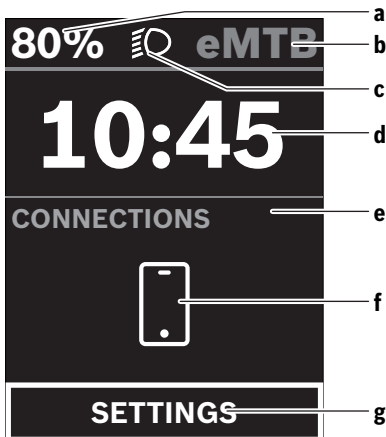 80% eMTB a
b
c
10:45 d
CONNECTIONS e
f
SETTINGS g